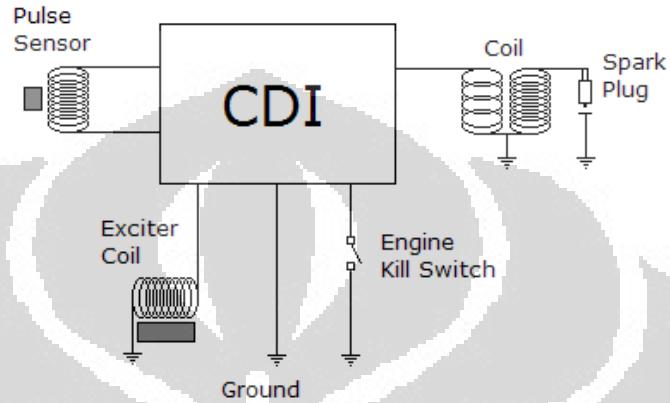 Pulse
Sensor
CDI
Coil
Spark
Plug
Exciter
Coil
Engine
Kill Switch
Ground